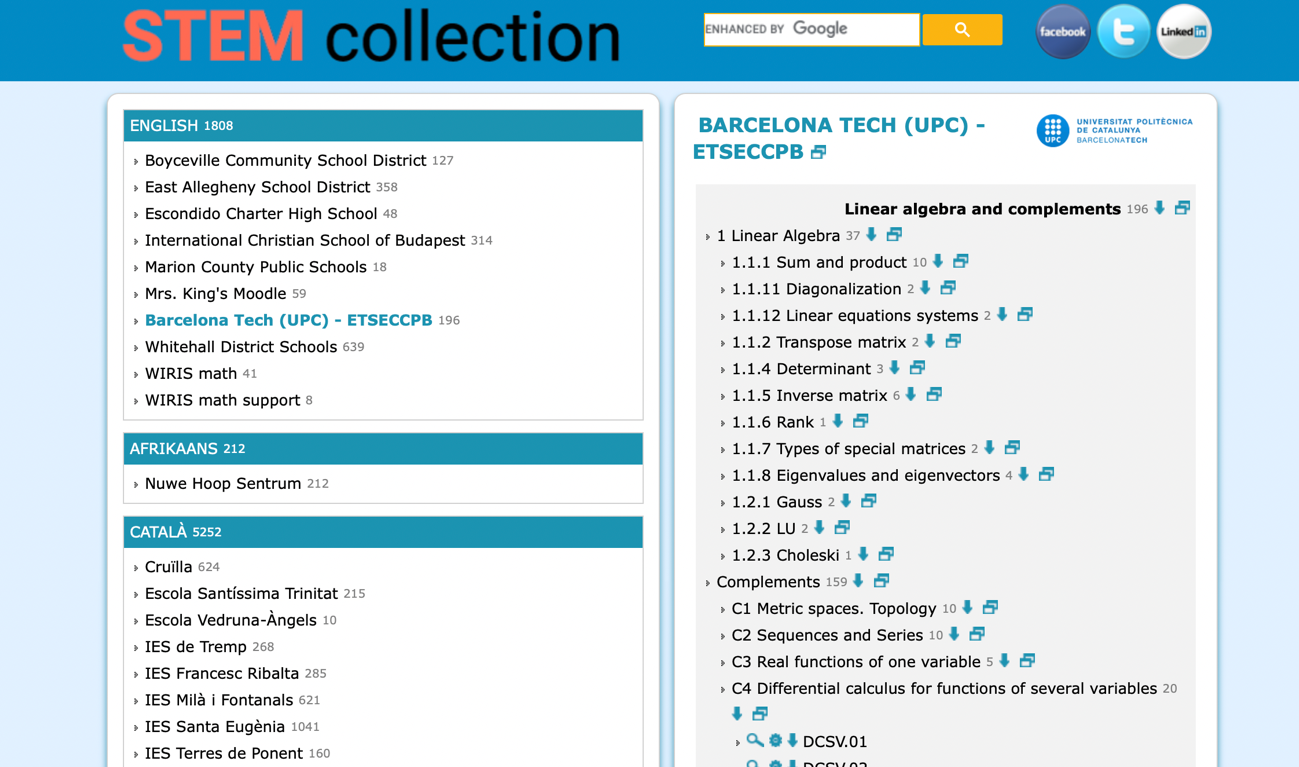 STEM collection
ENHANCED BY Google
facebook
Linked in
ENGLISH 1808
Boyceville Community School District 127
East Allegheny School District 358
Escondido Charter High School 48
International Christian School of Budapest 314
Marion County Public Schools 18
Mrs. King's Moodle 59
Barcelona Tech (UPC) - ETSECCPB 196
Whitehall District Schools 639
WIRIS math 41
WIRIS math support 8
AFRIKAANS 212
Nuwe Hoop Sentrum 212
CATALÀ 5252
Cruïlla 624
Escola Santíssima Trinitat 215
Escola Vedruna-Àngels 10
IES de Tremp 268
IES Francesc Ribalta 285
IES Milà i Fontanals 621
IES Santa Eugènia 1041
IES Terres de Ponent 160
BARCELONA TECH (UPC) -
ETSECCPB
UPC
UNIVERSITAT POLITÈCNICA
DE CATALUNYA
BARCELONATECH
Linear algebra and complements 196
1 Linear Algebra 37
1.1.1 Sum and product 10
1.1.11 Diagonalization 2
1.1.12 Linear equations systems 2
1.1.2 Transpose matrix 2
1.1.4 Determinant 3
1.1.5 Inverse matrix 6
1.1.6 Rank 1
1.1.7 Types of special matrices 2
1.1.8 Eigenvalues and eigenvectors 4
1.2.1 Gauss 2
1.2.2 LU 2
1.2.3 Choleski 1
Complements 159
C1 Metric spaces. Topology 10
C2 Sequences and Series 10
C3 Real functions of one variable 5
C4 Differential calculus for functions of several variables 20
DCSV.01